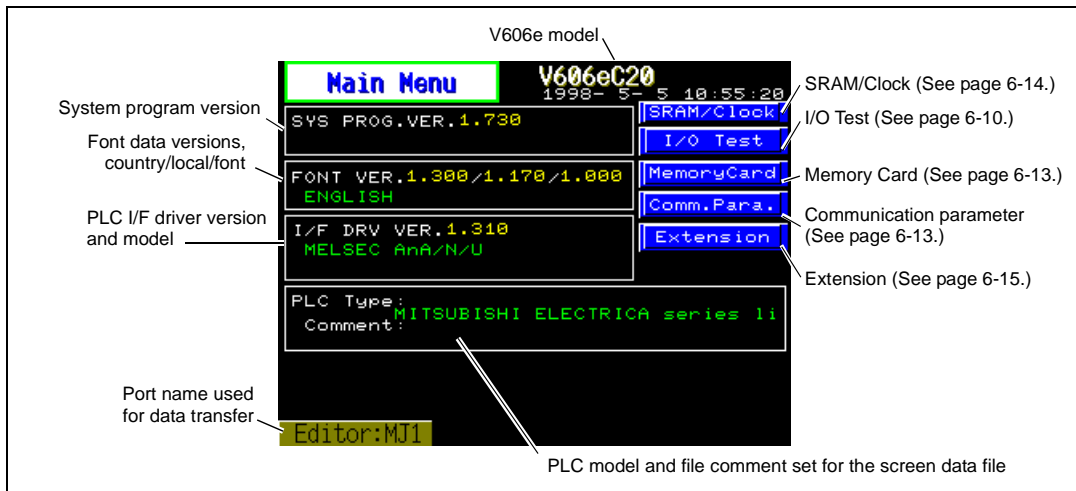 V606e model
Main Menu
V606eC20
1998- 5- 5 10:55:20
System program version
SYS PROG.VER.1.730
SRAM/Clock
SRAM/Clock (See page 6-14.)
I/O Test
I/O Test (See page 6-10.)
Font data versions,
country/local/font
FONT VER.1.300/1.170/1.000
ENGLISH
MemoryCard
Memory Card (See page 6-13.)
PLC I/F driver version
and model
I/F DRV VER.1.310
MELSEC AnA/N/U
Comm.Para.
Communication parameter
(See page 6-13.)
Extension
Extension (See page 6-15.)
PLC Type:
MITSUBISHI ELECTRICA series li
Comment:
Port name used
for data transfer
Editor:MJ1
PLC model and file comment set for the screen data file